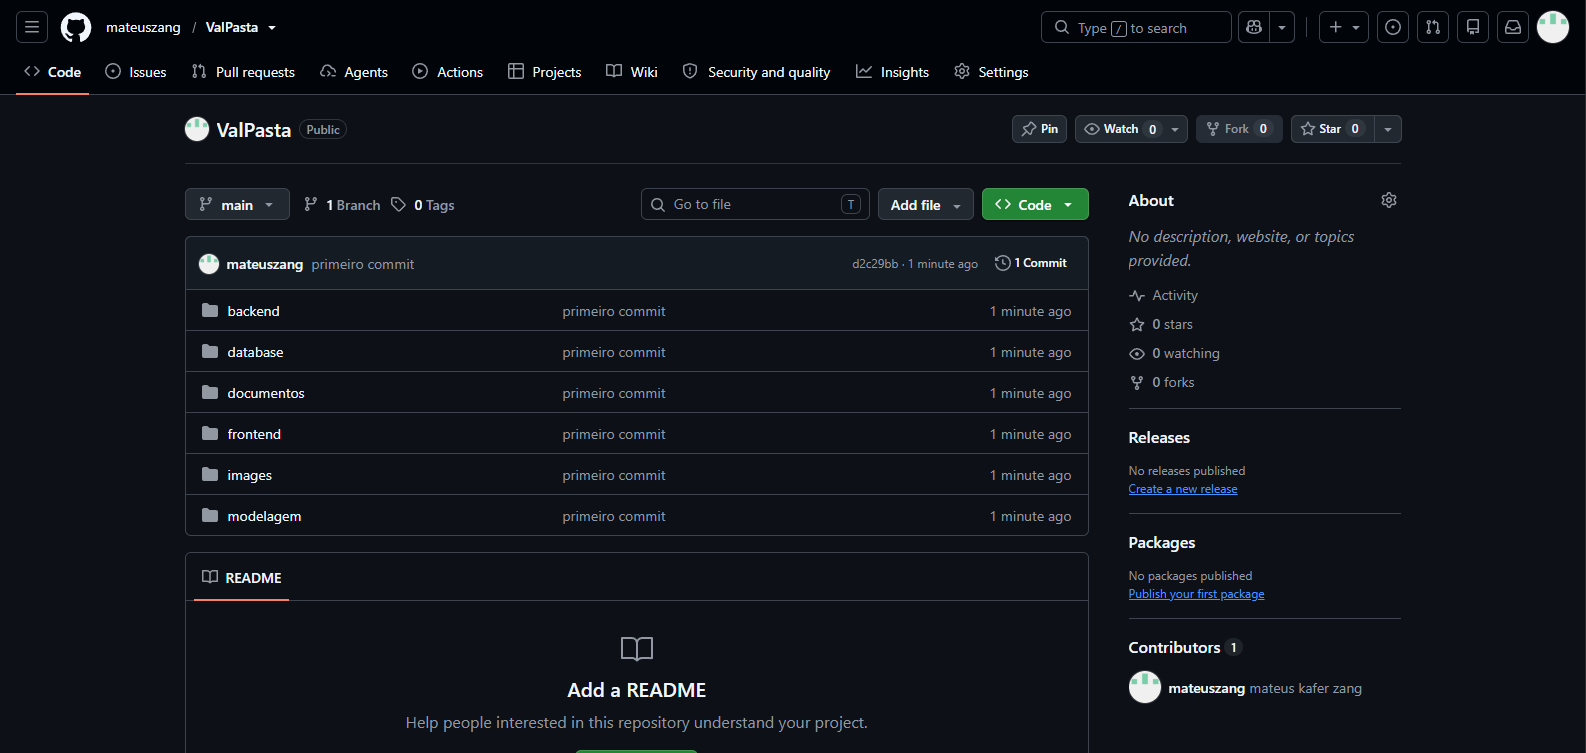 mateuszang / ValPasta
Type / to search
Code Issues Pull requests Agents Actions Projects Wiki Security and quality Insights Settings
ValPasta Public
Pin Watch 0 Fork 0 Star 0
main 1 Branch 0 Tags
Go to file T Add file Code
mateuszang primeiro commit d2c29bb · 1 minute ago 1 Commit
backend primeiro commit 1 minute ago
database primeiro commit 1 minute ago
documentos primeiro commit 1 minute ago
frontend primeiro commit 1 minute ago
images primeiro commit 1 minute ago
modelagem primeiro commit 1 minute ago
README
Add a README
Help people interested in this repository understand your project.
About
No description, website, or topics
provided.
Activity
0 stars
0 watching
0 forks
Releases
No releases published
Create a new release
Packages
No packages published
Publish your first package
Contributors 1
mateuszang mateus kafer zang